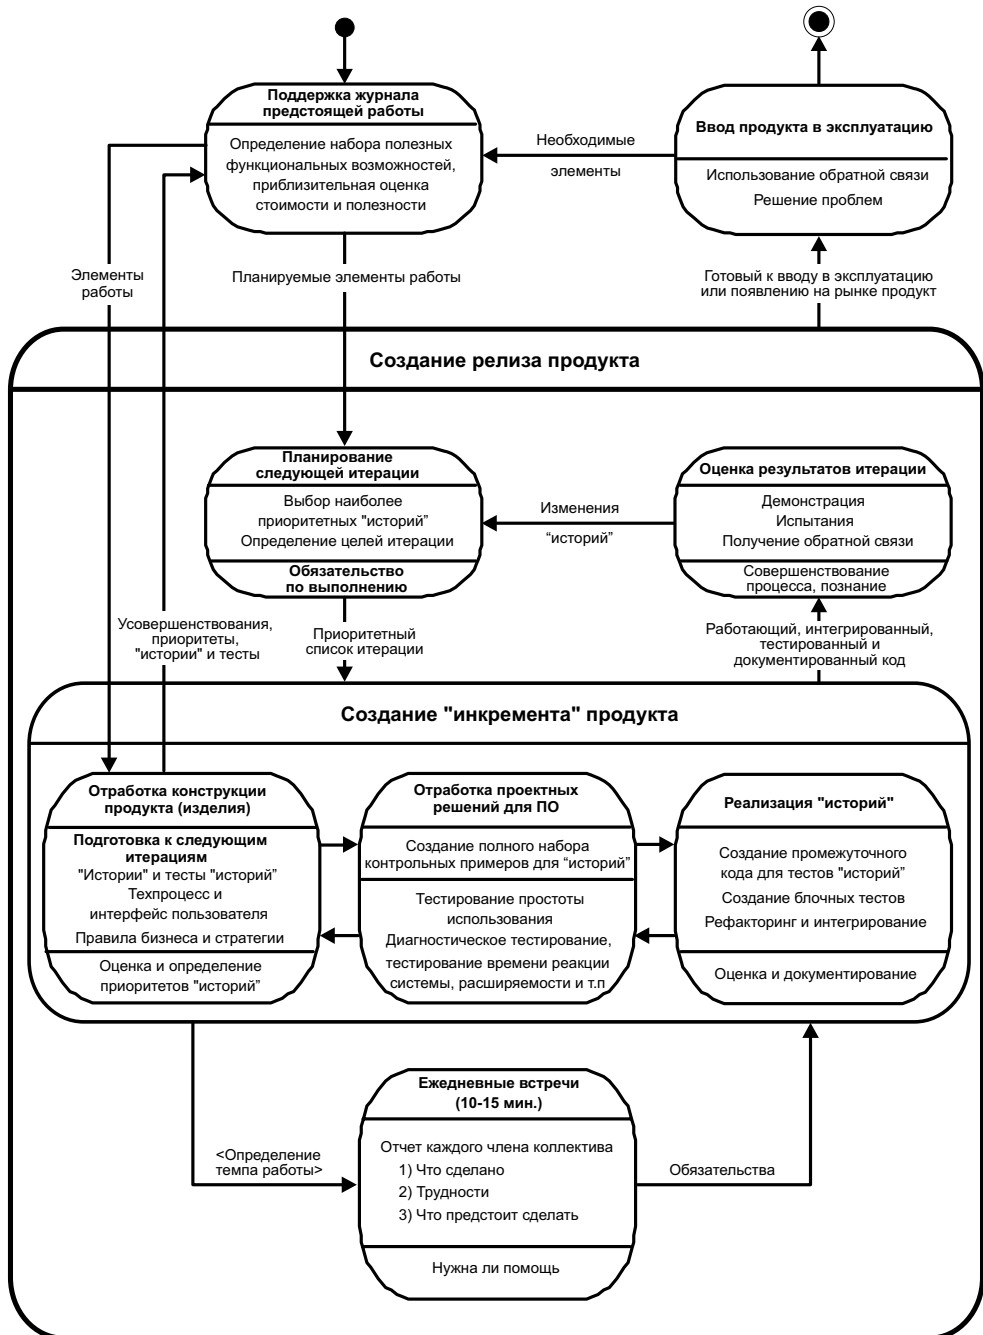 Поддержка журнала
предстоящей работы
Определение набора полезных
функциональных возможностей,
приблизительная оценка
стоимости и полезности
Необходимые
элементы
Ввод продукта в эксплуатацию
Использование обратной связи
Решение проблем
Элементы
работы
Планируемые элементы работы
Готовый к вводу в эксплуатацию
или появлению на рынке продукт
Создание релиза продукта
Планирование
следующей итерации
Выбор наиболее
приоритетных "историй”
Определение целей итерации
Обязательство
по выполнению
Изменения
“историй”
Оценка результатов итерации
Демонстрация
Испытания
Получение обратной связи
Совершенствование
процесса, познание
Усовершенствования,
приоритеты,
"истории" и тесты
Приоритетный
список итерации
Работающий, интегрированный,
тестированный и
документированный код
Создание "инкремента" продукта
Отработка конструкции
продукта (изделия)
Подготовка к следующим
итерациям
"Истории" и тесты "историй”
Техпроцесс и
интерфейс пользователя
Правила бизнеса и стратегии
Оценка и определение
приоритетов "историй”
Отработка проектных
решений для ПО
Создание полного набора
контрольных примеров для “историй”
Тестирование простоты
использования
Диагностическое тестирование,
тестирование времени реакции
системы, расширяемости и т.п
Реализация "историй"
Создание промежуточного
кода для тестов "историй”
Создание блочных тестов
Рефакторинг и интегрирование
Оценка и документирование
<Определение
темпа работы>
Ежедневные встречи
(10-15 мин.)
Отчет каждого члена коллектива
1) Что сделано
2) Трудности
3) Что предстоит сделать
Нужна ли помощь
Обязательства